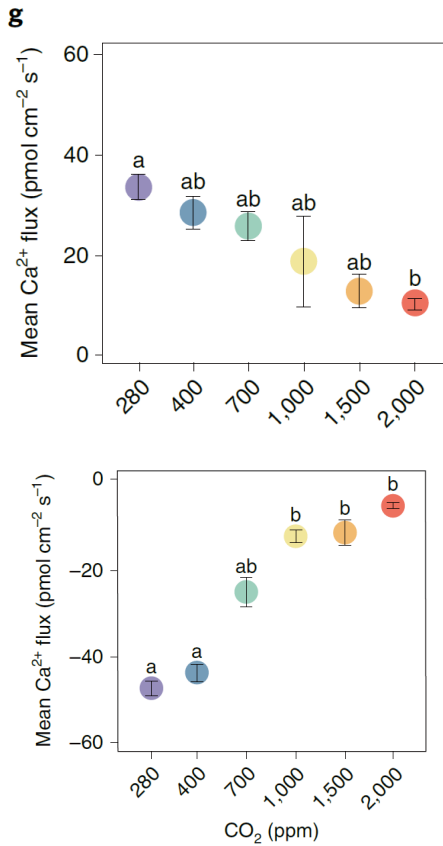 g
Mean Ca²⁺ flux (pmol cm⁻² s⁻¹)
60
40
20
0
a
ab
ab
ab
ab
b
280
400
700
1,000
1,500
2,000
Mean Ca²⁺ flux (pmol cm⁻² s⁻¹)
0
−20
−40
−60
a
a
ab
b
b
b
280
400
700
1,000
1,500
2,000
CO₂ (ppm)